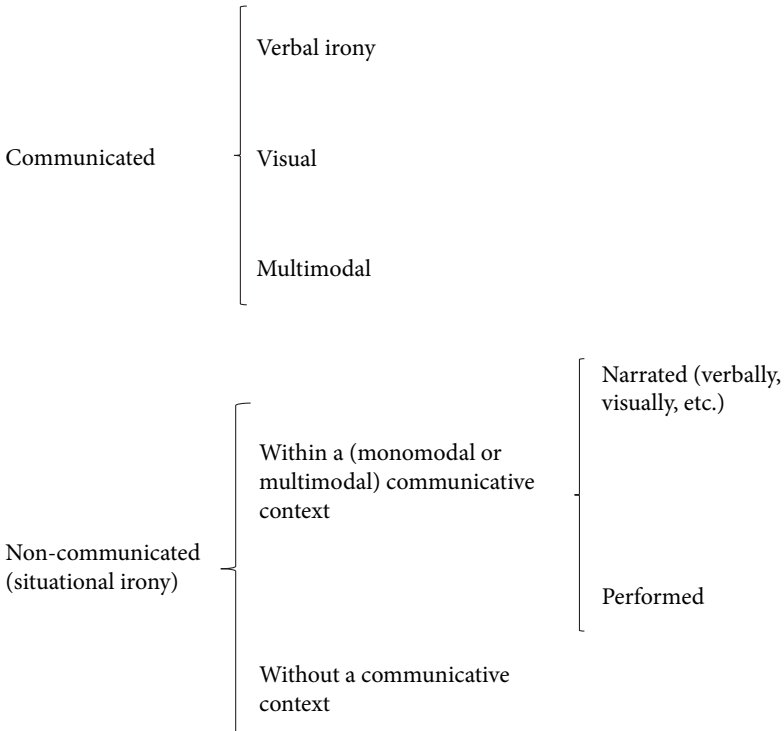 Verbal irony
Communicated
Visual
Multimodal
Narrated (verbally,
visually, etc.)
Within a (monomodal or
multimodal) communicative
context
Non-communicated
(situational irony)
Performed
Without a communicative
context